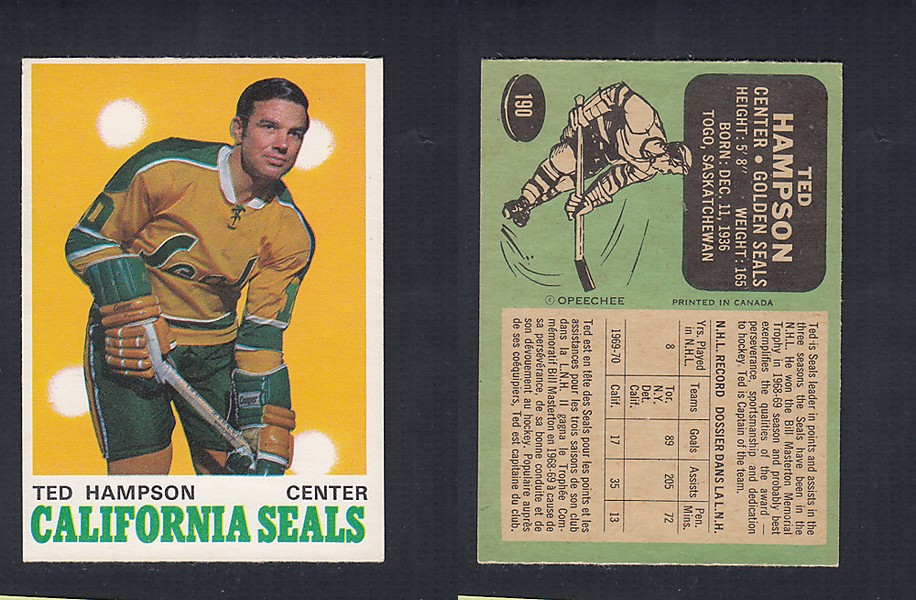 Seals
TED HAMPSON CENTER
CALIFORNIA SEALS
190
TED
HAMPSON
CENTER • GOLDEN SEALS
HEIGHT: 5' 8" WEIGHT: 165
BORN: DEC. 11, 1936
TOGO, SASKATCHEWAN
© OPEECHEE PRINTED IN CANADA
Ted is Seals leader in points and assists in the
three seasons the Seals have been in the
N.H.L. He won the Bill Masterton Memorial
Trophy in 1968-69 season and probably best
exemplifies the qualities of the award —
perseverance, sportsmanship and dedication
to hockey. Ted is Captain of the team.
N.H.L. RECORD DOSSIER DANS LA L.N.H.
Yrs. Played in N.H.L. Teams Goals Assists Pen. Mins.
8 Tor. N.Y. Det. Calif. 89 205 72
1969-70 Calif. 17 35 13
Ted est en tête des Seals pour les points et les
assistances pour les trois saisons de son club
dans la L.N.H. Il gagna le Trophée Com-
mémoratif Bill Masterton en 1968-69 à cause de
sa persévérance, de sa bonne conduite et de
son dévouement au hockey. Populaire auprès
de ses coéquipiers, Ted est capitaine du club.